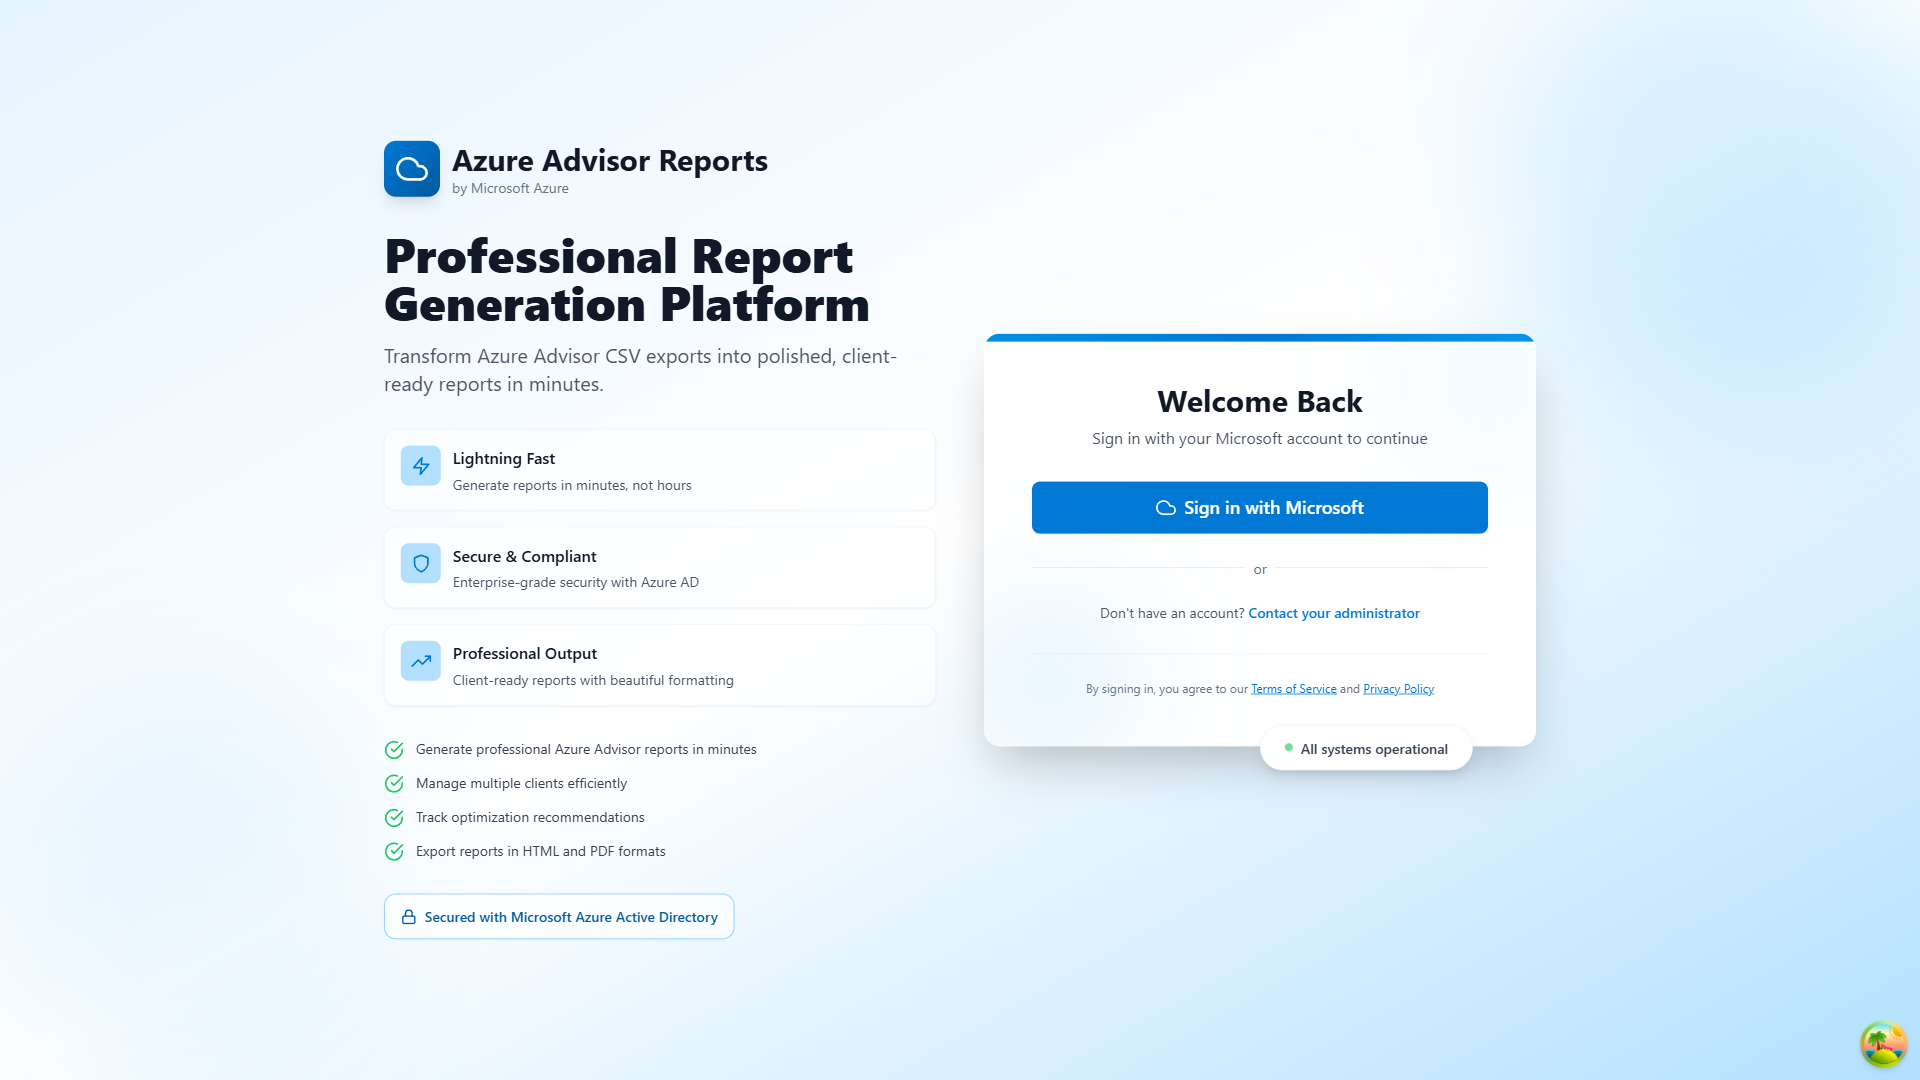 Azure Advisor Reports
by Microsoft Azure
Professional Report
Generation Platform
Transform Azure Advisor CSV exports into polished, client-
ready reports in minutes.
Lightning Fast
Generate reports in minutes, not hours
Secure & Compliant
Enterprise-grade security with Azure AD
Professional Output
Client-ready reports with beautiful formatting
Generate professional Azure Advisor reports in minutes
Manage multiple clients efficiently
Track optimization recommendations
Export reports in HTML and PDF formats
Secured with Microsoft Azure Active Directory
Welcome Back
Sign in with your Microsoft account to continue
Sign in with Microsoft
or
Don't have an account? Contact your administrator
By signing in, you agree to our Terms of Service and Privacy Policy
All systems operational